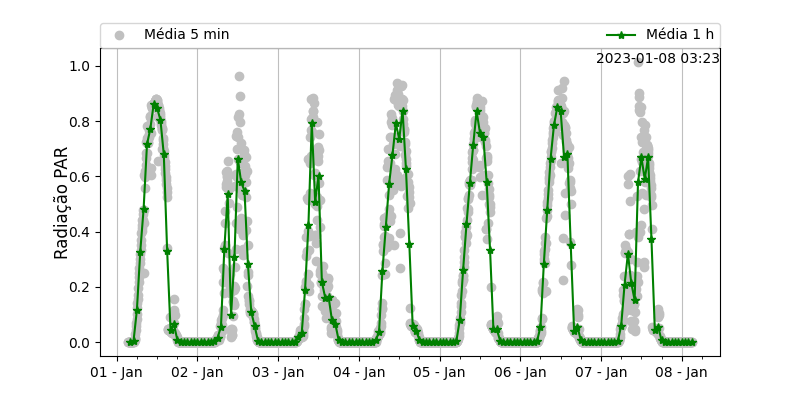 Média 5 min
Média 1 h
2023-01-08 03:23
Radiação PAR
1.0
0.8
0.6
0.4
0.2
0.0
01 - Jan
02 - Jan
03 - Jan
04 - Jan
05 - Jan
06 - Jan
07 - Jan
08 - Jan